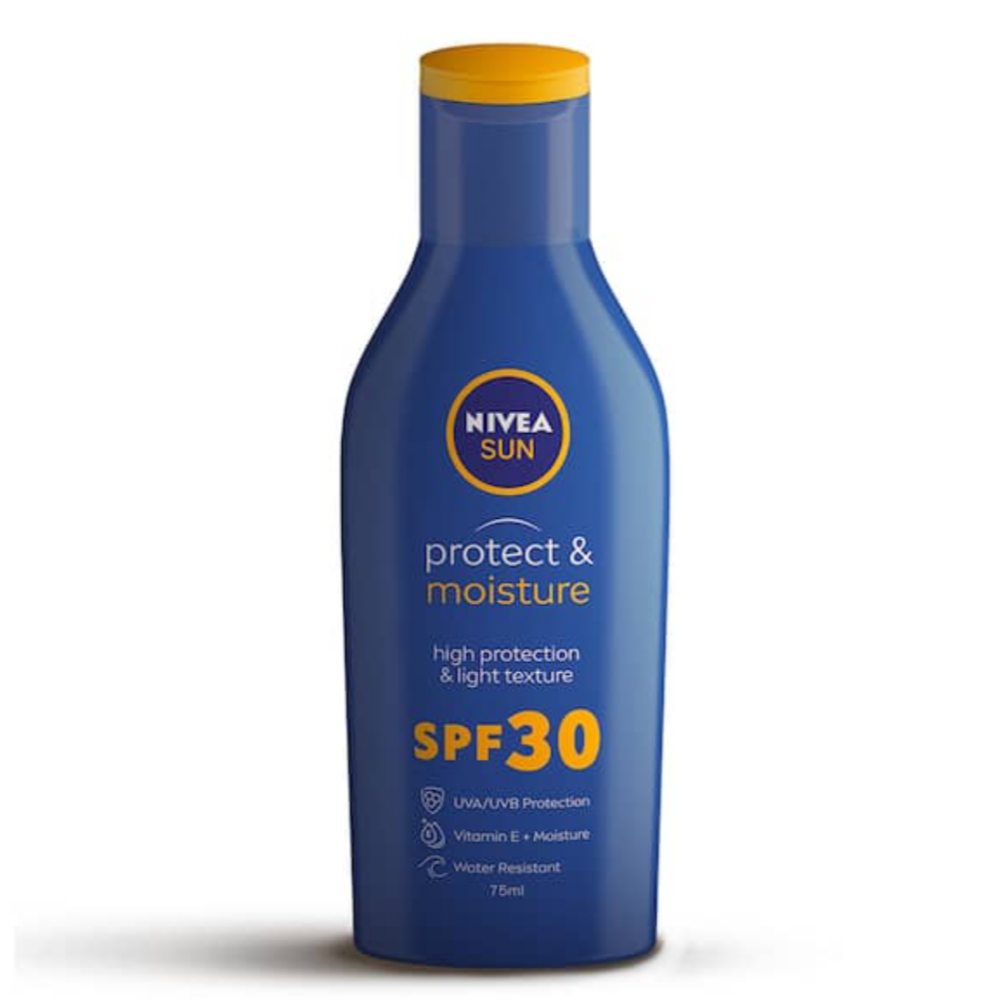 NIVEA
SUN
protect &
moisture
high protection
& light texture
SPF30
UVA/UVB Protection
Vitamin E + Moisture
Water Resistant
75ml